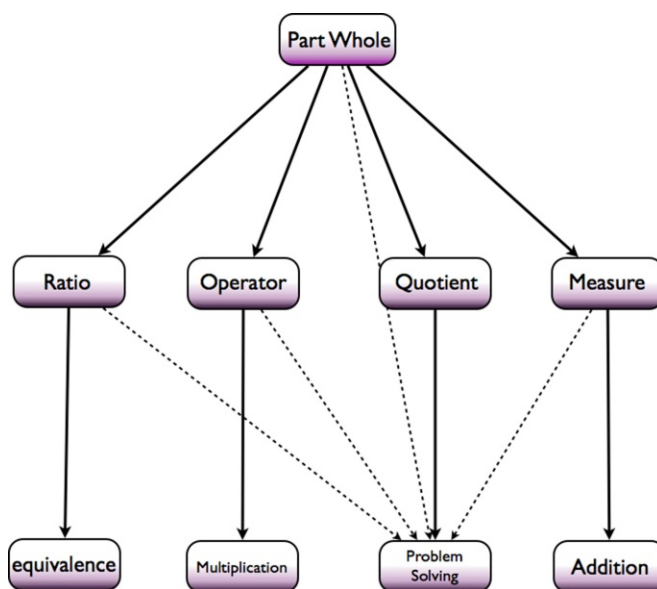 Part Whole
Ratio
Operator
Quotient
Measure
equivalence
Multiplication
Problem
Solving
Addition